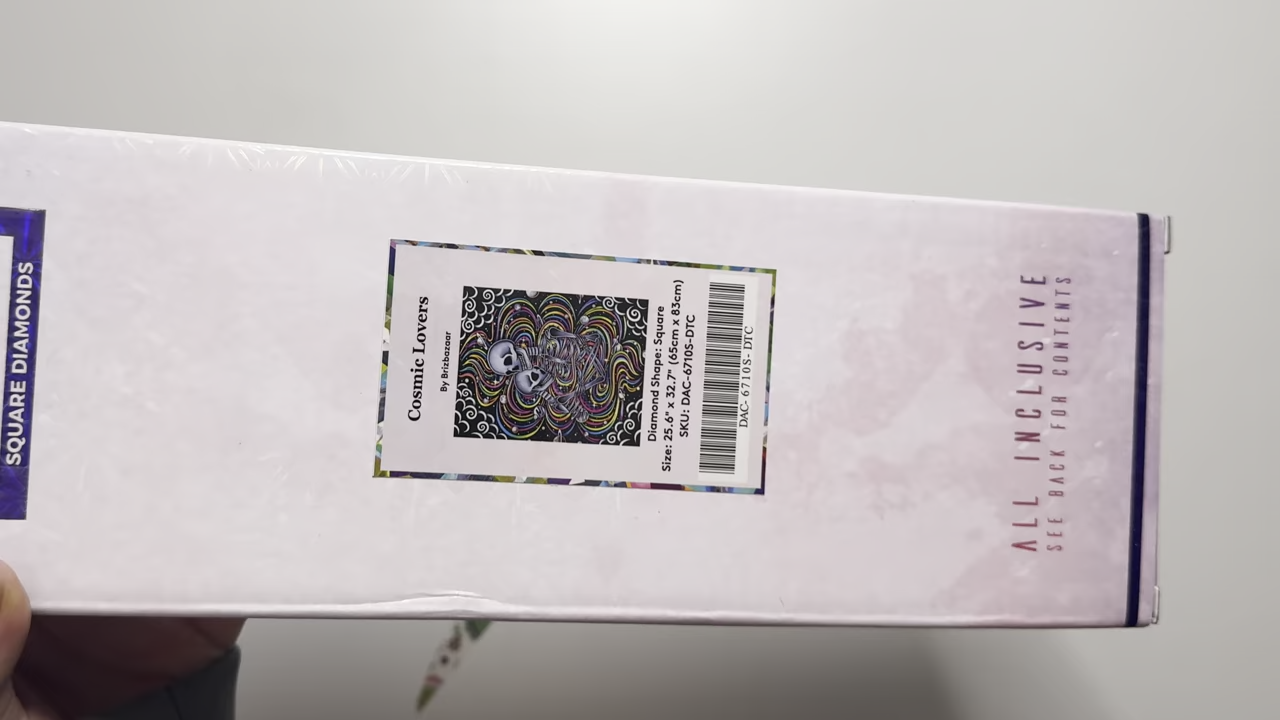 SQUARE DIAMONDS
Cosmic Lovers
By Brizbazaar
Diamond Shape: Square
Size: 25.6" x 32.7" (65cm x 83cm)
SKU: DAC-6710S-DTC
DAC- 6710S- DTC
ALL INCLUSIVE
SEE BACK FOR CONTENTS